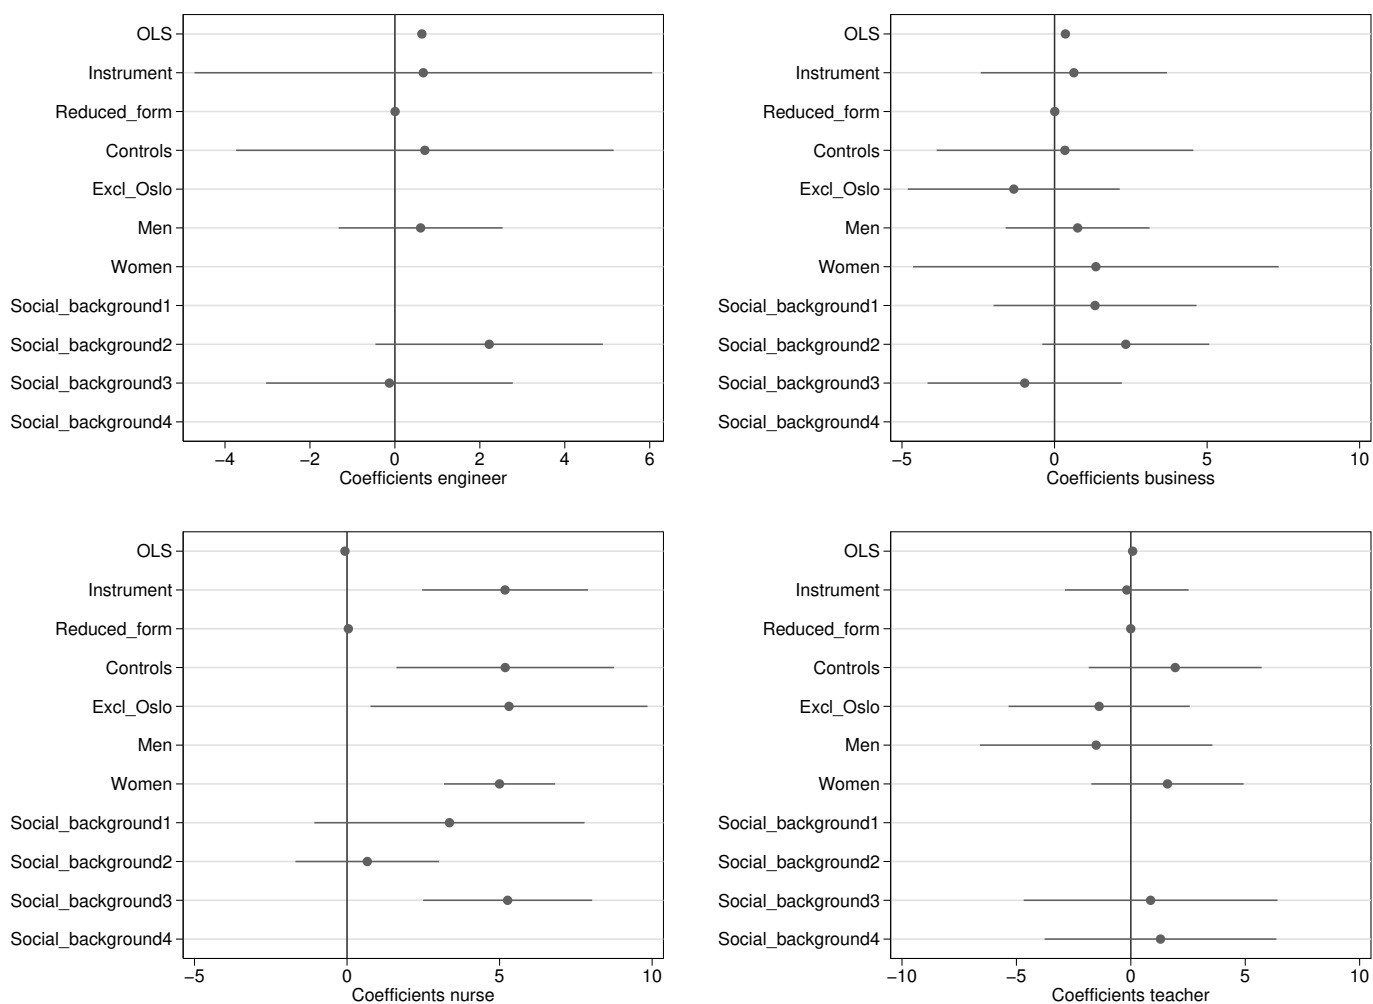 OLS
Instrument
Reduced_form
Controls
Excl_Oslo
Men
Women
Social_background1
Social_background2
Social_background3
Social_background4
−4 −2 0 2 4 6
Coefficients engineer
OLS
Instrument
Reduced_form
Controls
Excl_Oslo
Men
Women
Social_background1
Social_background2
Social_background3
Social_background4
−5 0 5 10
Coefficients business
OLS
Instrument
Reduced_form
Controls
Excl_Oslo
Men
Women
Social_background1
Social_background2
Social_background3
Social_background4
−5 0 5 10
Coefficients nurse
OLS
Instrument
Reduced_form
Controls
Excl_Oslo
Men
Women
Social_background1
Social_background2
Social_background3
Social_background4
−10 −5 0 5 10
Coefficients teacher